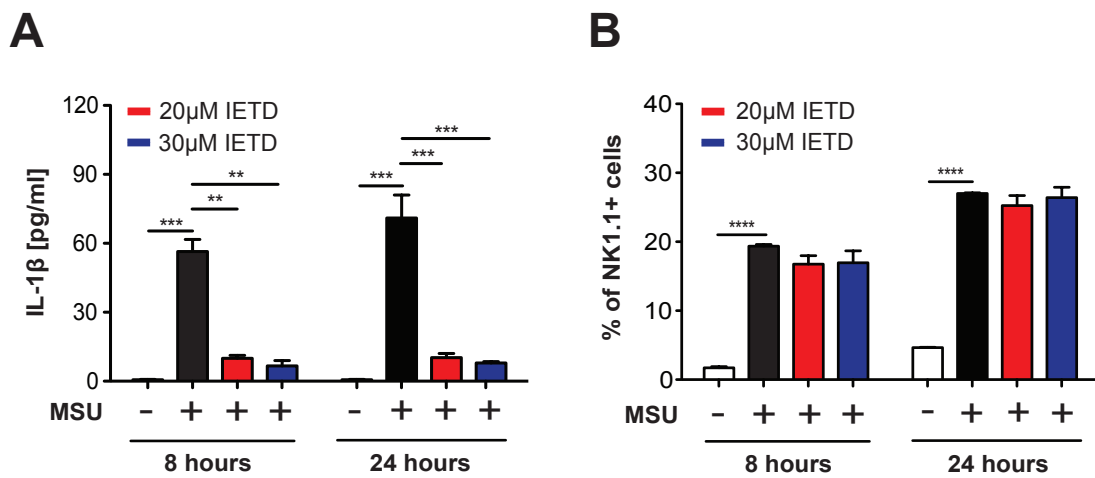 A
IL-1β [pg/ml]
120
90
60
30
0
20µM IETD
30µM IETD
***
**
**
***
***
***
MSU - + + + - + + +
8 hours 24 hours
B
% of NK1.1+ cells
40
30
20
10
0
20µM IETD
30µM IETD
****
****
MSU - + + + - + + +
8 hours 24 hours